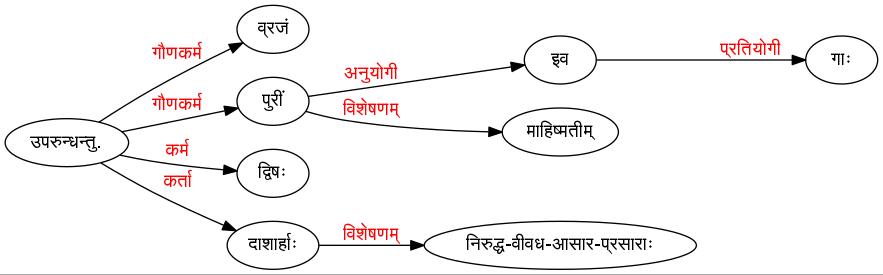 व्रजं
गौणकर्म
इव
प्रतियोगी
गाः
अनुयोगी
गौणकर्म
पुरीं
विशेषणम्
माहिष्मतीम्
उपरुन्धन्तु.
कर्म
द्विषः
कर्ता
दाशार्हाः
विशेषणम्
निरुद्ध-वीवध-आसार-प्रसाराः